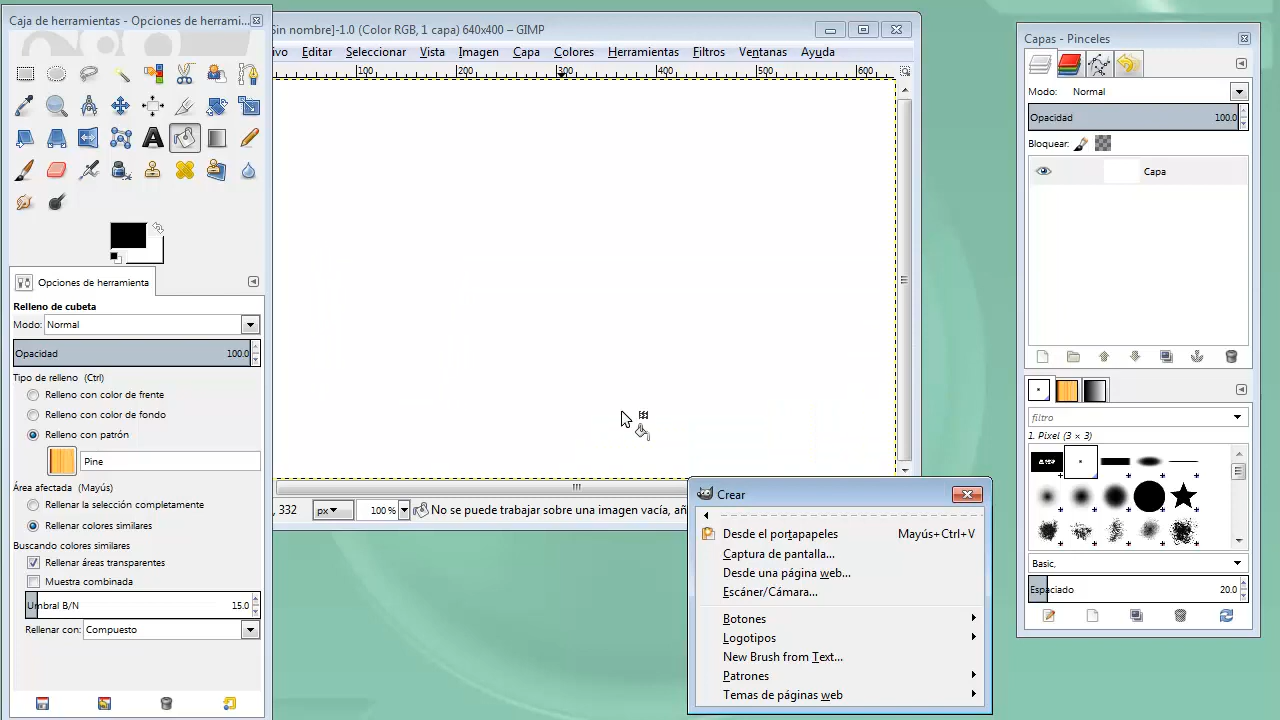 Caja de herramientas - Opciones de herrami...
Sin nombre]-1.0 (Color RGB, 1 capa) 640x400 – GIMP
ivo Editar Seleccionar Vista Imagen Capa Colores Herramientas Filtros Ventanas Ayuda
100 200 300 400 500 600
Opciones de herramienta
Relleno de cubeta
Modo: Normal
Opacidad 100.0
Tipo de relleno (Ctrl)
Relleno con color de frente
Relleno con color de fondo
Relleno con patrón
Pine
Área afectada (Mayús)
Rellenar la selección completamente
Rellenar colores similares
Buscando colores similares
Rellenar áreas transparentes
Muestra combinada
Umbral B/N 15.0
Rellenar con: Compuesto
, 332 px 100 % No se puede trabajar sobre una imagen vacía, añ
Crear
Desde el portapapeles Mayús+Ctrl+V
Captura de pantalla...
Desde una página web...
Escáner/Cámara...
Botones
Logotipos
New Brush from Text...
Patrones
Temas de páginas web
Capas - Pinceles
Modo: Normal
Opacidad 100.0
Bloquear:
Capa
filtro
1. Pixel (3 × 3)
Basic,
Espaciado 20.0